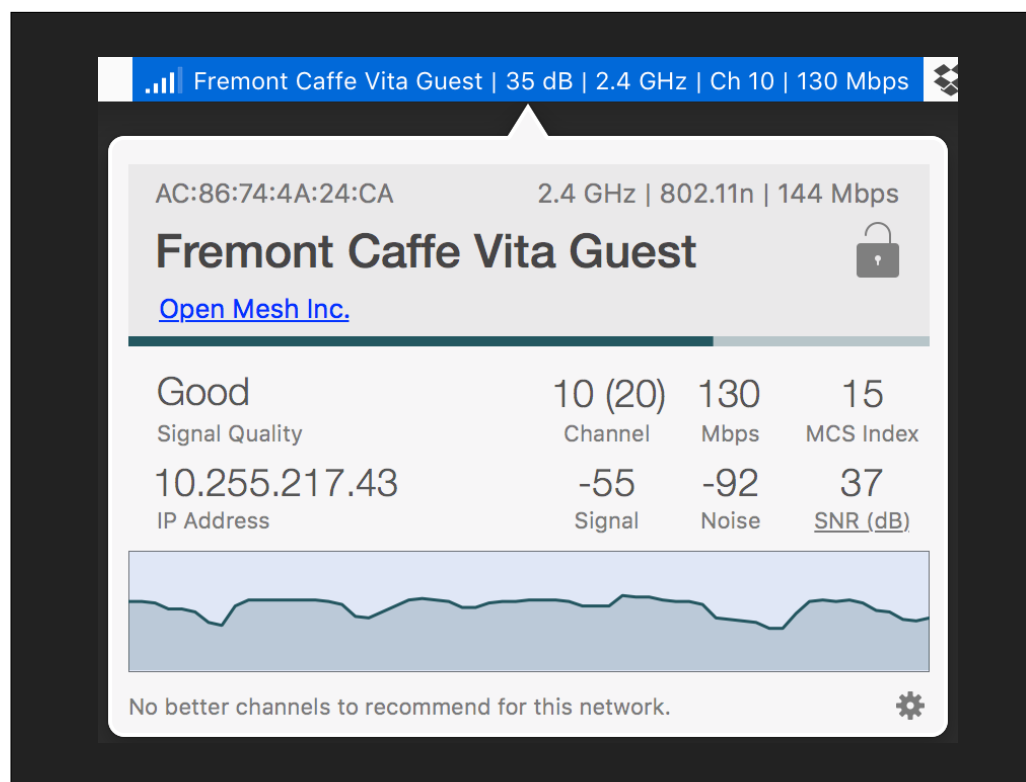 Fremont Caffe Vita Guest | 35 dB | 2.4 GHz | Ch 10 | 130 Mbps
AC:86:74:4A:24:CA 2.4 GHz | 802.11n | 144 Mbps
Fremont Caffe Vita Guest
Open Mesh Inc.
Good 10 (20) 130 15
Signal Quality Channel Mbps MCS Index
10.255.217.43 -55 -92 37
IP Address Signal Noise SNR (dB)
No better channels to recommend for this network.